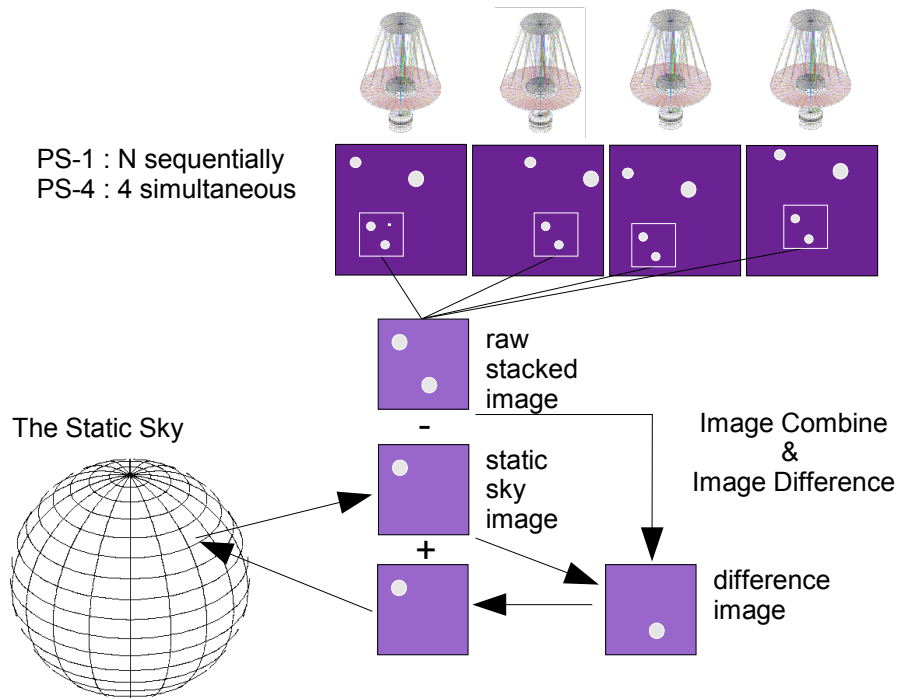 PS-1 : N sequentially
PS-4 : 4 simultaneous
raw
stacked
image
-
The Static Sky
static
sky
image
Image Combine
&
Image Difference
+
difference
image